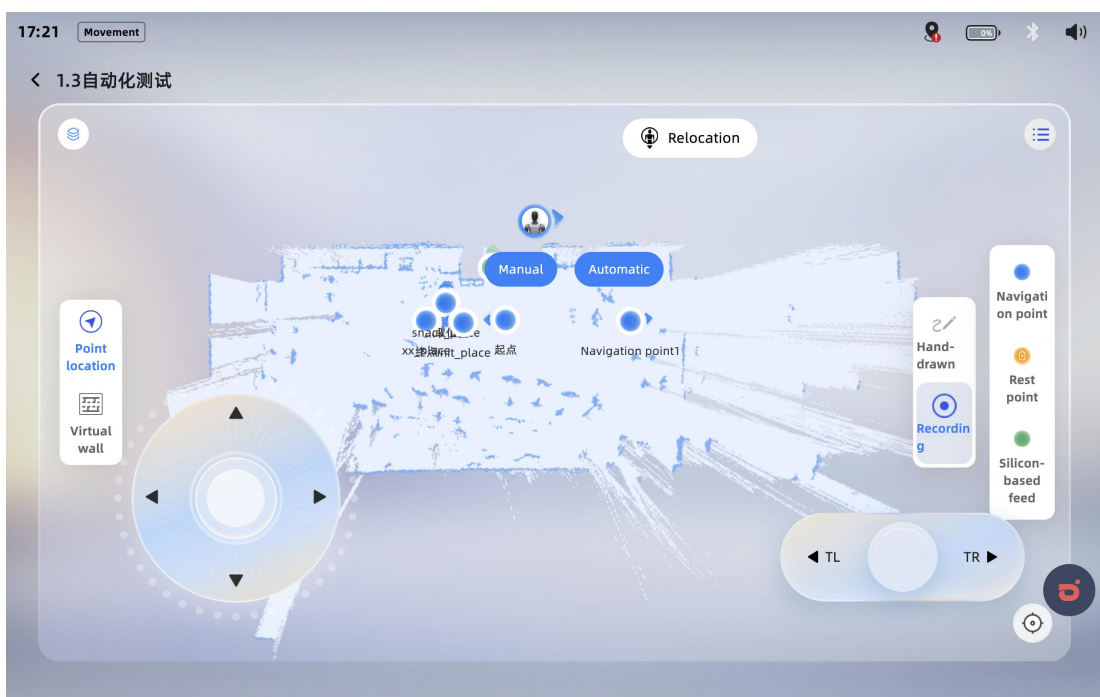 17:21
Movement
0%
1.3自动化测试
Relocation
Manual
Automatic
起点
Navigation point1
Point
location
Virtual
wall
Hand-
drawn
Recordin
g
Navigati
on point
Rest
point
Silicon-
based
feed
TL
TR